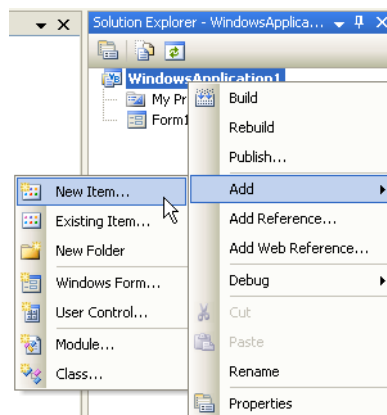 Solution Explorer - WindowsApplica...
WindowsApplication1
My Pr
Form1
Build
Rebuild
Publish...
Add
Add Reference...
Add Web Reference...
Debug
Cut
Paste
Rename
Properties
New Item...
Existing Item...
New Folder
Windows Form...
User Control...
Module...
Class...